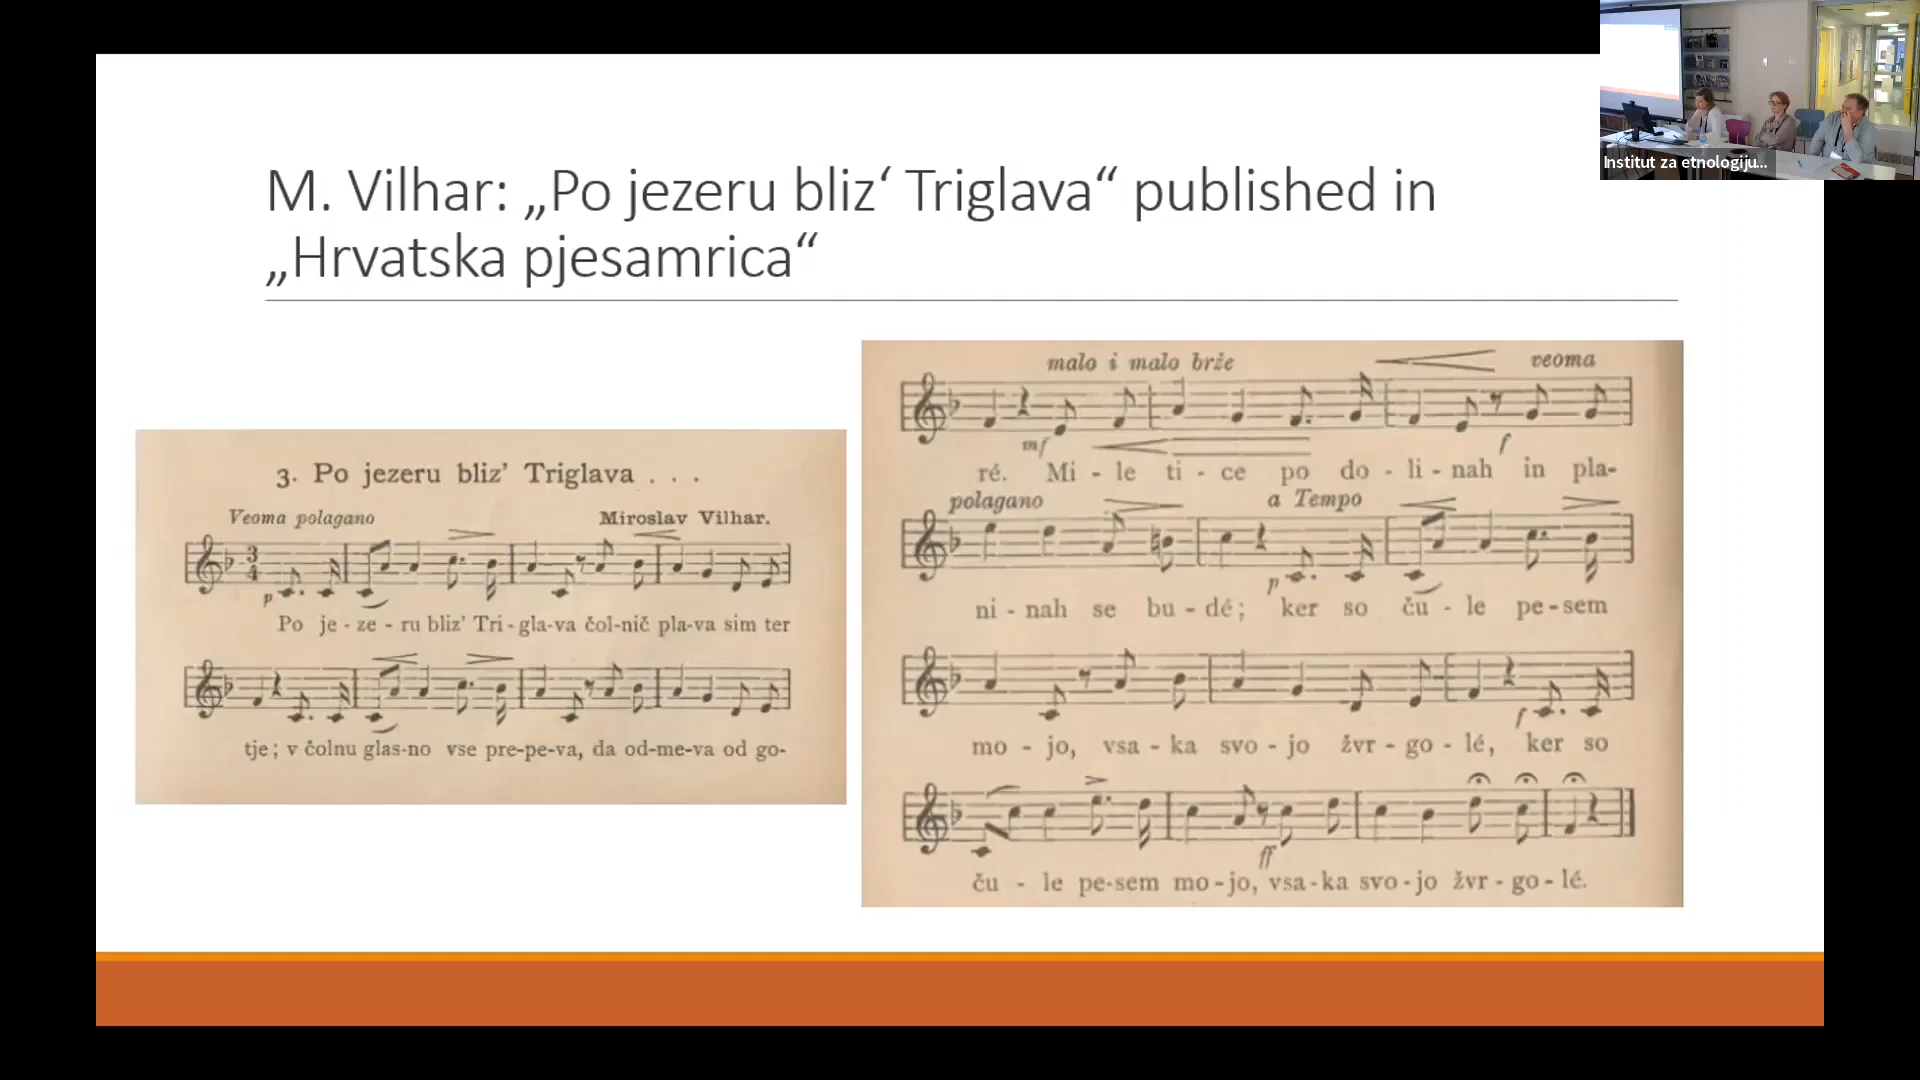 M. Vilhar: „Po jezeru bliz‘ Triglava“ published in
„Hrvatska pjesamrica“
Institut za etnologiju...
3. Po jezeru bliz’ Triglava . . .
Veoma polagano
Miroslav Vilhar.
3
4
p
Po je - ze - ru bliz’ Tri - gla-va čol-nič pla-va sim ter
tje; v čolnu glas-no vse pre-pe-va, da od-me-va od go-
malo i malo brže
veoma
mf
f
ré. Mi - le ti - ce po do - li - nah in pla-
polagano
a Tempo
p
ni - nah se bu - dé; ker so ču - le pe - sem
f
mo - jo, vsa - ka svo - jo žvr - go - lé, ker so
ff
ču - le pe-sem mo-jo, vsa-ka svo-jo žvr - go - lé.